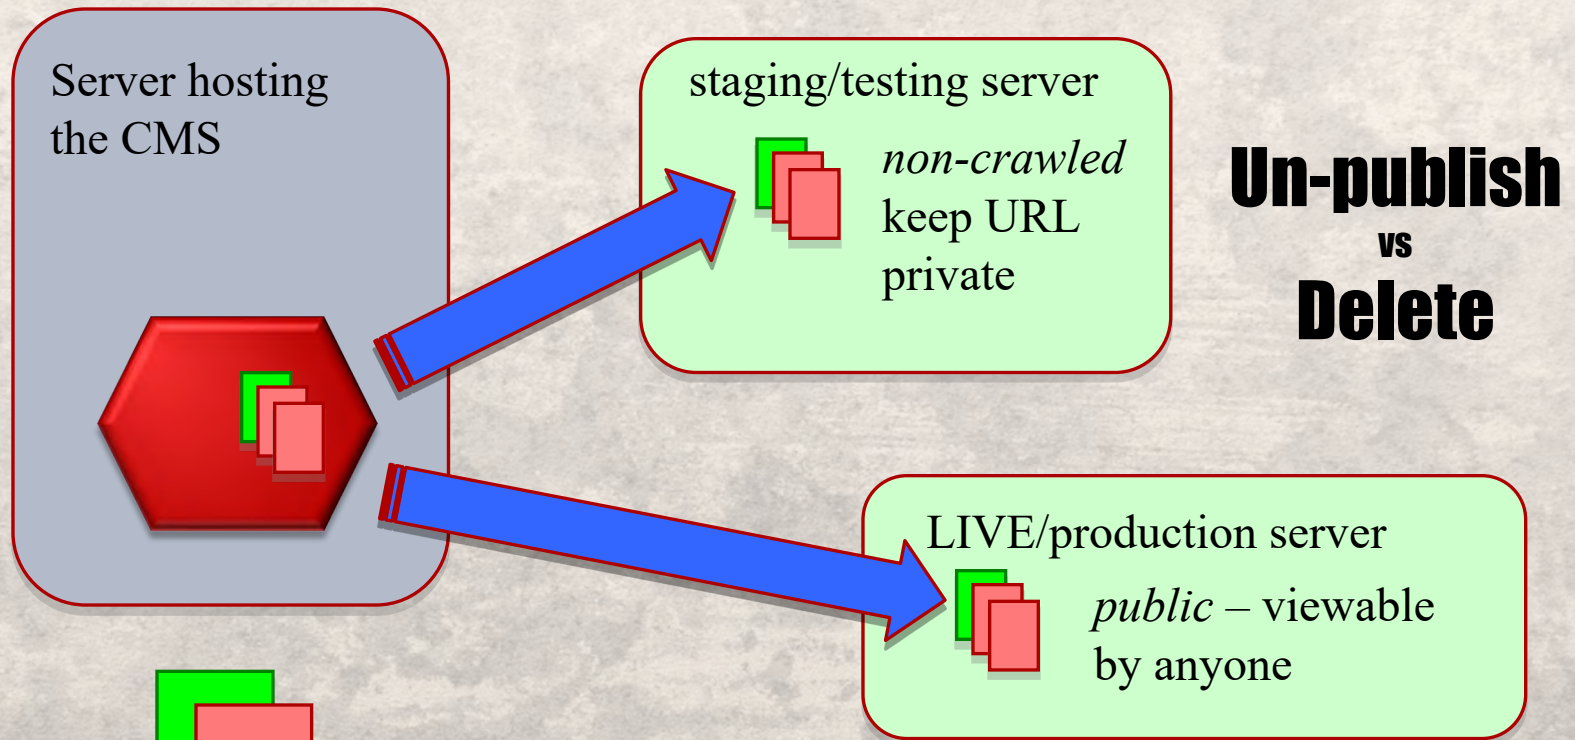 Server hosting
the CMS
staging/testing server
non-crawled
keep URL
private
Un-publish
vs
Delete
LIVE/production server
public – viewable
by anyone